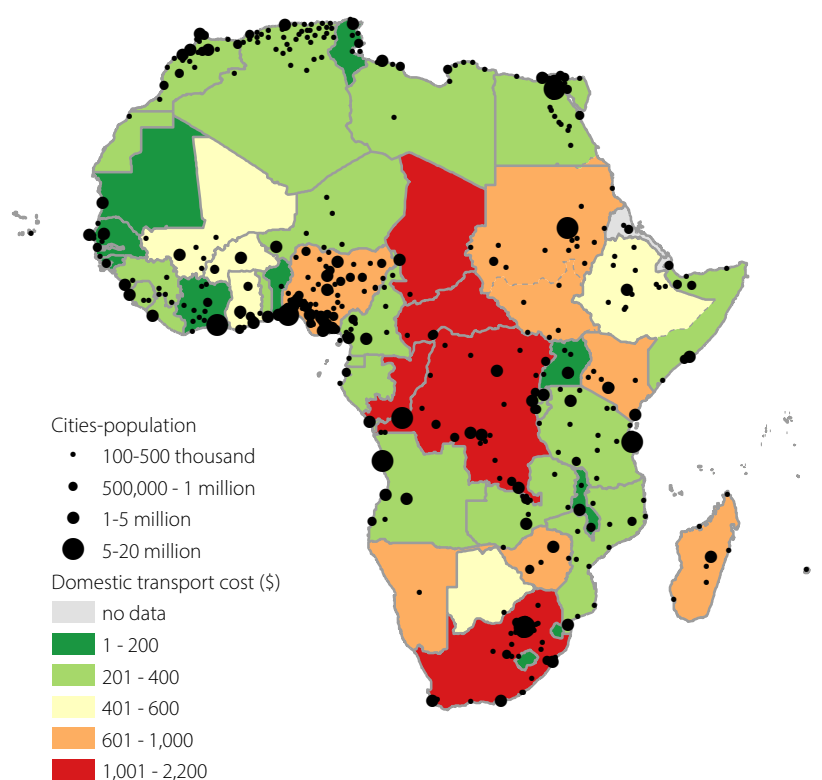 Cities-population
100-500 thousand
500,000 - 1 million
1-5 million
5-20 million
Domestic transport cost ($)
no data
1 - 200
201 - 400
401 - 600
601 - 1,000
1,001 - 2,200